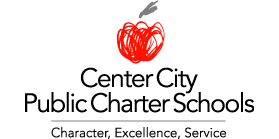 Center City
Public Charter Schools
Character, Excellence, Service